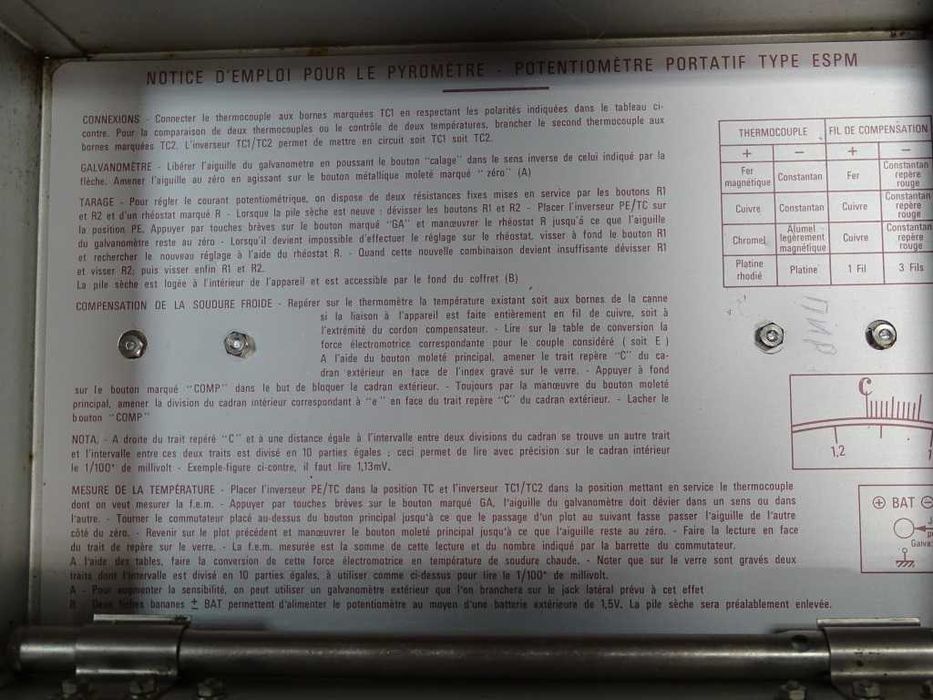 NOTICE D'EMPLOI POUR LE PYROMÈTRE - POTENTIOMÈTRE PORTATIF TYPE ESPM
CONNEXIONS - Connecter le thermocouple aux bornes marquées TC1 en respectant les polarités indiquées dans le tableau ci-
contre. Pour la comparaison de deux thermocouples ou le contrôle de deux températures, brancher le second thermocouple aux
bornes marquées TC2. L'inverseur TC1/TC2 permet de mettre en circuit soit TC1 soit TC2.
GALVANOMÈTRE - Libérer l'aiguille du galvanometre en poussant le bouton "calage" dans le sens inverse de celui indiqué par la
flèche. Amener l'aiguille au zéro en agissant sur le bouton métallique moleté marqué "zéro" (A)
TARAGE - Pour régler le courant potentiométrique, on dispose de deux résistances fixes mises en service par les boutons R1
et R2 et d'un rhéostat marqué R - Lorsque la pile sèche est neuve : dévisser les boutons R1 et R2 - Placer l'inverseur PE/TC sur
la position PE. Appuyer par touches brèves sur le bouton marqué "GA" et manœuvrer le rhéostat R jusqu'à ce que l'aiguille
du galvanomètre reste au zéro - Lorsqu'il devient impossible d'effectuer le réglage sur le rhéostat, visser à fond le bouton R1
et rechercher le nouveau réglage à l'aide du rhéostat R. - Quand cette nouvelle combinaison devient insuffisante dévisser R1
et visser R2; puis visser enfin R1 et R2.
La pile sèche est logée à l'intérieur de l'appareil et est accessible par le fond du coffret (B)
COMPENSATION DE LA SOUDURE FROIDE - Repérer sur le thermomètre la température existant soit aux bornes de la canne
si la liaison à l'appareil est faite entièrement en fil de cuivre, soit à
l'extrémité du cordon compensateur. - Lire sur la table de conversion la
force électromotrice correspondante pour le couple considéré ( soit E )
A l'aide du bouton moleté principal, amener le trait repère "C" du ca-
dran extérieur en face de l'index gravé sur le verre. - Appuyer à fond
sur le bouton marqué "COMP" dans le but de bloquer le cadran extérieur. - Toujours par la manœuvre du bouton moleté
principal, amener la division du cadran intérieur correspondant à "e" en face du trait repère "C" du cadran extérieur. - Lacher le
bouton "COMP"
NOTA. - A droite du trait repéré "C" et à une distance égale à l'intervalle entre deux divisions du cadran se trouve un autre trait
et l'intervalle entre ces deux traits est divisé en 10 parties égales ; ceci permet de lire avec précision sur le cadran intérieur
le 1/100° de millivolt - Exemple-figure ci-contre, il faut lire 1,13mV.
MESURE DE LA TEMPÉRATURE - Placer l'inverseur PE/TC dans la position TC et l'inverseur TC1/TC2 dans la position mettant en service le thermocouple
dont on veut mesurer la f.e.m. - Appuyer par touches brèves sur le bouton marqué GA, l'aiguille du galvanomètre doit dévier dans un sens ou dans
l'autre. - Tourner le commutateur placé au-dessus du bouton principal jusqu'à ce que le passage d'un plot au suivant fasse passer l'aiguille de l'autre
côté du zéro. - Revenir sur le plot précédent et manœuvrer le bouton principal jusqu'à ce que l'aiguille reste au zéro. - Faire la lecture en face
du trait de repère sur le verre. - La f.e.m. mesurée est la somme de cette lecture et du nombre indiqué par la barrette du commutateur.
A l'aide des tables, faire la conversion de cette force électromotrice en température de soudure chaude. - Noter que sur le verre sont gravés deux
traits dont l'intervalle est divisé en 10 parties égales, à utiliser comme ci-dessus pour lire le 1/100° de millivolt.
A - Pour augmenter la sensibilité, on peut utiliser un galvanomètre extérieur que l'on branchera sur le jack latéral prévu à cet effet
B - Deux fiches bananes ± BAT permettent d'alimenter le potentiomètre au moyen d'une batterie extérieure de 1,5V. La pile sèche sera préalablement enlevée.
THERMOCOUPLE FIL DE COMPENSATION
+ - + -
Fer magnétique Constantan Fer Constantan repère rouge
Cuivre Constantan Cuivre Constantan repère rouge
Chromel Alumel legèrement magnétique Cuivre Constantan repère rouge
Platine rhodié Platine 1 Fil 3 Fils
C
1,2
⊕ BAT ⊖
Galva